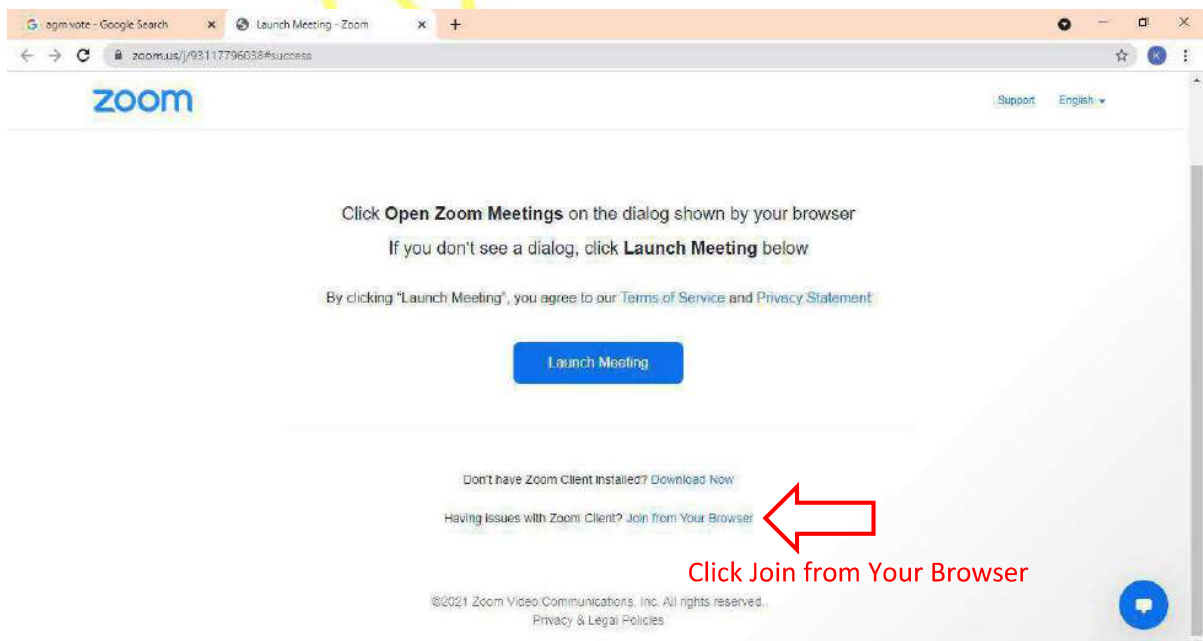 agm vote - Google Search
Launch Meeting - Zoom
zoom.us/j/93117796038#success
K
zoom
Support English
Click Open Zoom Meetings on the dialog shown by your browser
If you don't see a dialog, click Launch Meeting below
By clicking "Launch Meeting", you agree to our Terms of Service and Privacy Statement
Launch Meeting
Don't have Zoom Client installed? Download Now
Having issues with Zoom Client? Join from Your Browser
Click Join from Your Browser
©2021 Zoom Video Communications, Inc. All rights reserved.
Privacy & Legal Policies